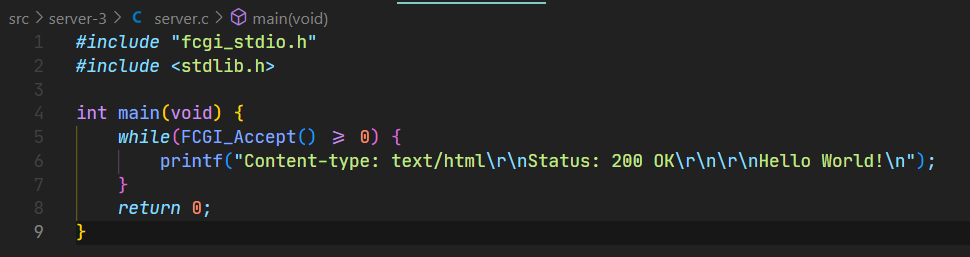 src > server-3 > C server.c > main(void)
1 #include "fcgi_stdio.h"
2 #include <stdlib.h>
3
4 int main(void) {
5     while(FCGI_Accept() ⩾ 0) {
6         printf("Content-type: text/html\r\nStatus: 200 OK\r\n\r\nHello World!\n");
7     }
8     return 0;
9 }